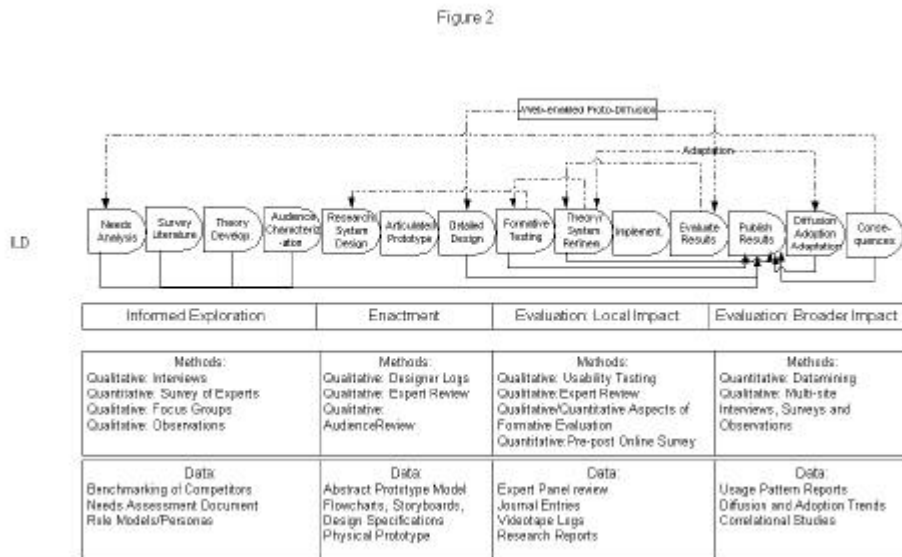 Figure 2
Web-enabled Proto-Diffusion
Adaptation
ILD
Needs
Analysis
Survey
Literature
Theory
Develop.
Audience
Characteriz
-ation
Research/
System
Design
Articulated
Prototype
Detailed
Design
Formative
Testing
Theory/
System
Refinem.
Implement.
Evaluate
Results
Publish
Results
Diffusion
Adoption
Adaptation
Conse-
quences
Informed Exploration
Enactment
Evaluation: Local Impact
Evaluation: Broader Impact
Methods:
Qualitative: Interviews
Quantitative: Survey of Experts
Qualitative: Focus Groups
Qualitative: Observations
Methods:
Qualitative: Designer Logs
Qualitative: Expert Review
Qualitative:
AudienceReview
Methods:
Qualitative: Usability Testing
Qualitative:Expert Review
Qualitative/Quantitative Aspects of
Formative Evaluation
Quantitative:Pre-post Online Survey
Methods:
Quantitative: Datamining
Qualitative: Multi-site
Interviews, Surveys and
Observations
Data:
Benchmarking of Competitors
Needs Assessment Document
Role Models/Personas
Data:
Abstract Prototype Model
Flowcharts, Storyboards,
Design Specifications
Physical Prototype
Data:
Expert Panel review
Journal Entries
Videotape Logs
Research Reports
Data:
Usage Pattern Reports
Diffusion and Adoption Trends
Correlational Studies